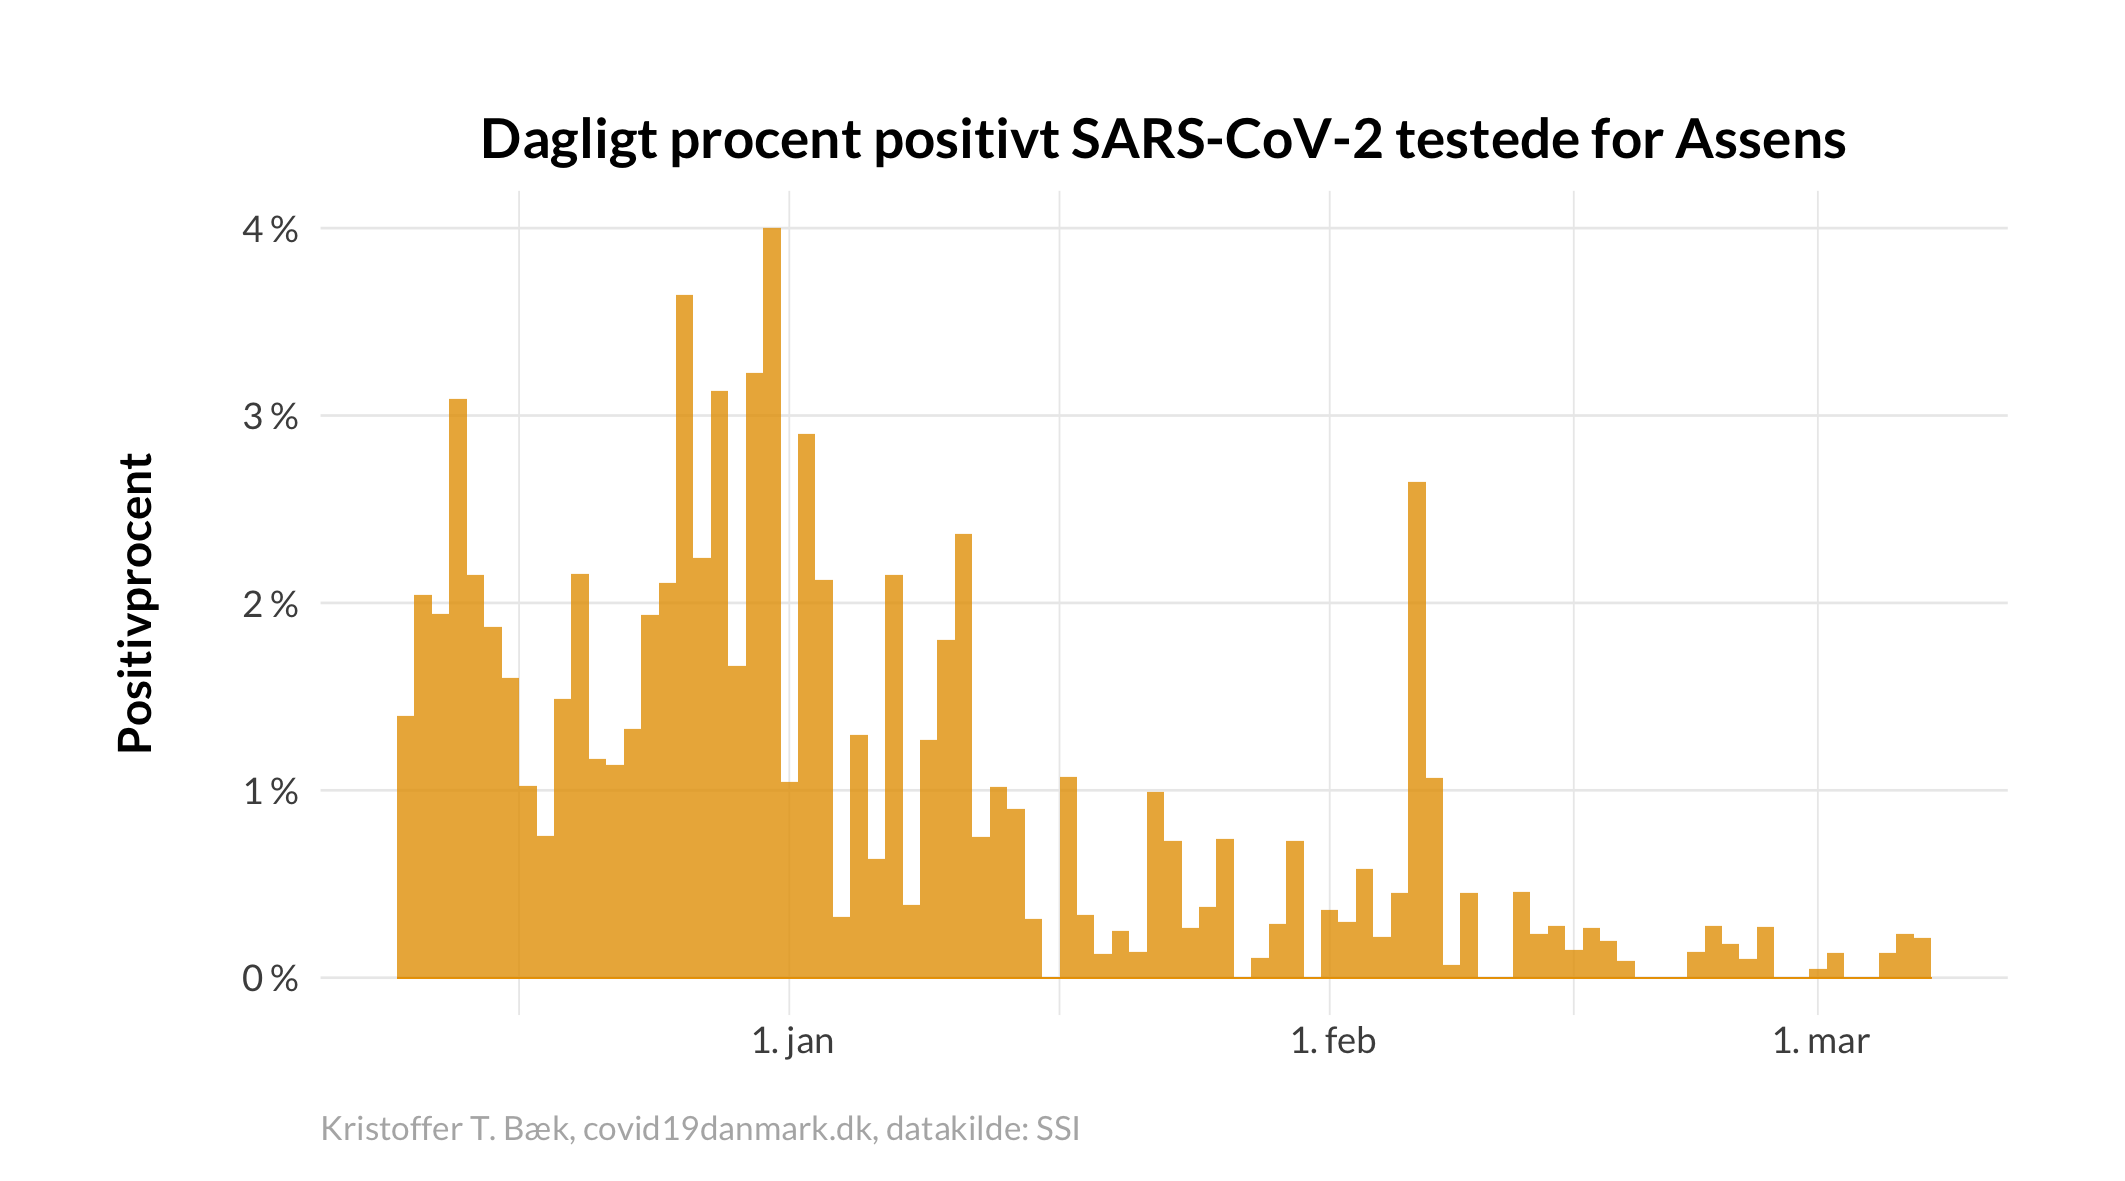 Dagligt procent positivt SARS-CoV-2 testede for Assens
Positivprocent
4 %
3 %
2 %
1 %
0 %
1. jan
1. feb
1. mar
Kristoffer T. Bæk, covid19danmark.dk, datakilde: SSI